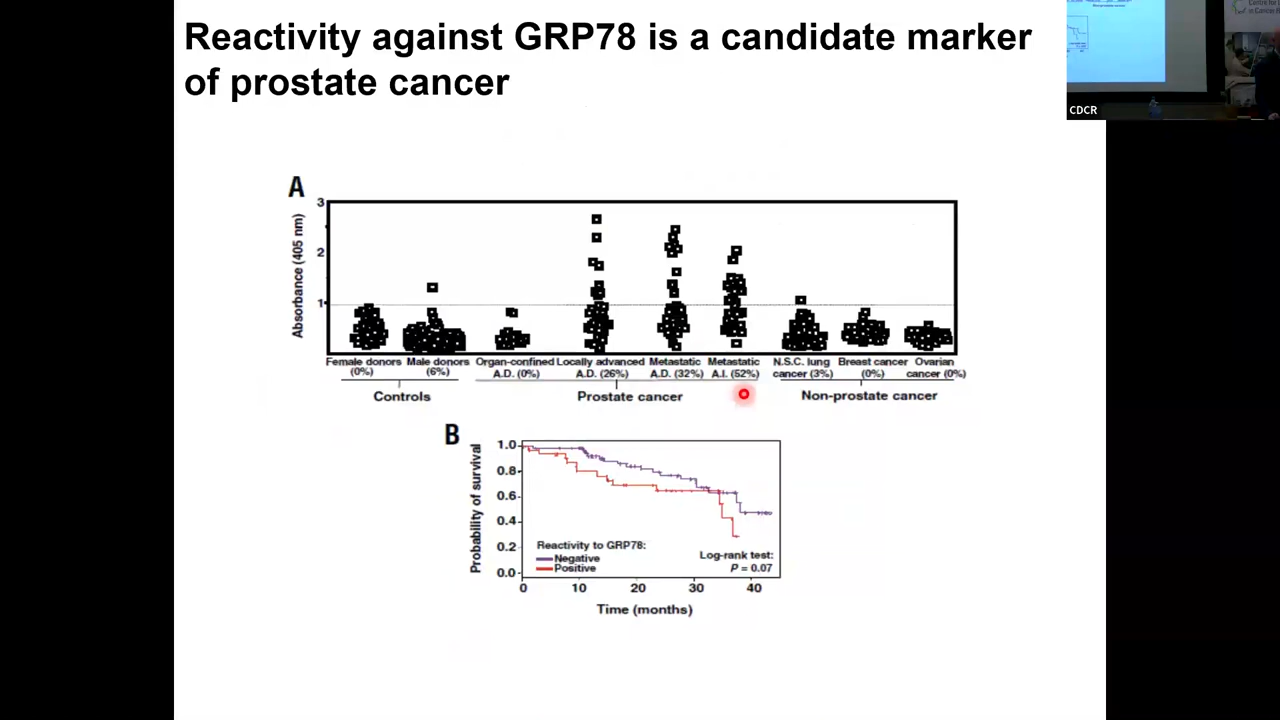 Reactivity against GRP78 is a candidate marker
of prostate cancer
CDCR
A
Absorbance (405 nm)
3
2
1
Female donors
(0%)
Male donors
(6%)
Organ-confined
A.D. (0%)
Locally advanced
A.D. (26%)
Metastatic
A.D. (32%)
Metastatic
A.I. (52%)
N.S.C. lung
cancer (3%)
Breast cancer
(0%)
Ovarian
cancer (0%)
Controls
Prostate cancer
Non-prostate cancer
B
Probability of survival
1.0
0.8
0.6
0.4
0.2
0.0
Reactivity to GRP78:
Negative
Positive
Log-rank test:
P = 0.07
0 10 20 30 40
Time (months)